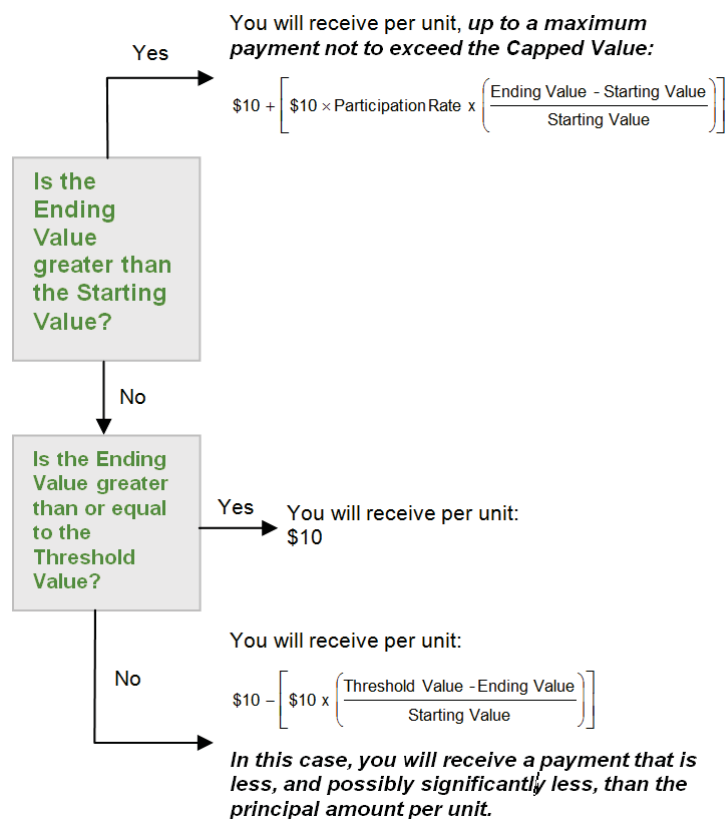 You will receive per unit, up to a maximum
payment not to exceed the Capped Value:
Yes
$10 + [ $10 × Participation Rate x ( Ending Value - Starting Value / Starting Value ) ]
Is the
Ending
Value
greater than
the Starting
Value?
No
Is the Ending
Value greater
than or equal
to the
Threshold
Value?
Yes
You will receive per unit:
$10
You will receive per unit:
No
$10 – [ $10 x ( Threshold Value - Ending Value / Starting Value ) ]
In this case, you will receive a payment that is
less, and possibly significantly less, than the
principal amount per unit.